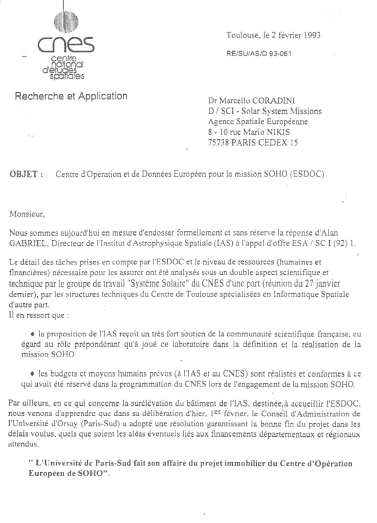 Toulouse, le 2 février 1993
RE/SU/AS/D 93-061
cnes
centre
national
d'études
spatiales
Recherche et Application
Dr Marcello CORADINI
D / SCI - Solar System Missions
Agence Spatiale Européenne
8 - 10 rue Mario NIKIS
75738 PARIS CEDEX 15
OBJET : Centre d'Opération et de Données Européen pour la mission SOHO (ESDOC)
Monsieur,
Nous sommes aujourd'hui en mesure d'endosser formellement et sans réserve la réponse d'Alan
GABRIEL, Directeur de l'Institut d'Astrophysique Spatiale (IAS) à l'appel d'offre ESA / SC I (92) 1.
Le détail des tâches prises en compte par l'ESDOC et le niveau de ressources (humaines et
financières) nécessaire pour les assurer ont été analysés sous un double aspect scientifique et
technique par le groupe de travail "Système Solaire" du CNES d'une part (réunion du 27 janvier
dernier), par les structures techniques du Centre de Toulouse spécialisées en Informatique Spatiale
d'autre part.
Il en ressort que :
♦ la proposition de l'IAS reçoit un très fort soutien de la communauté scientifique française, eu
égard au rôle prépondérant qu'à joué ce laboratoire dans la définition et la réalisation de la
mission SOHO
♦ les budgets et moyens humains prévus (à l'IAS et au CNES) sont réalistes et conformes à ce
qui avait été réservé dans la programmation du CNES lors de l'engagement de la mission SOHO.
Par ailleurs, en ce qui concerne la surélévation du bâtiment de l'IAS, destinée à accueillir l'ESDOC,
nous venons d'apprendre que dans sa délibération d'hier, 1er février, le Conseil d'Administration de
l'Université d'Orsay (Paris-Sud) a adopté une résolution garantissant la bonne fin du projet dans les
délais voulus, quels que soient les aléas éventuels liés aux financements départementaux et régionaux
attendus.
" L'Université de Paris-Sud fait son affaire du projet immobilier du Centre d'Opération
Européen de SOHO".